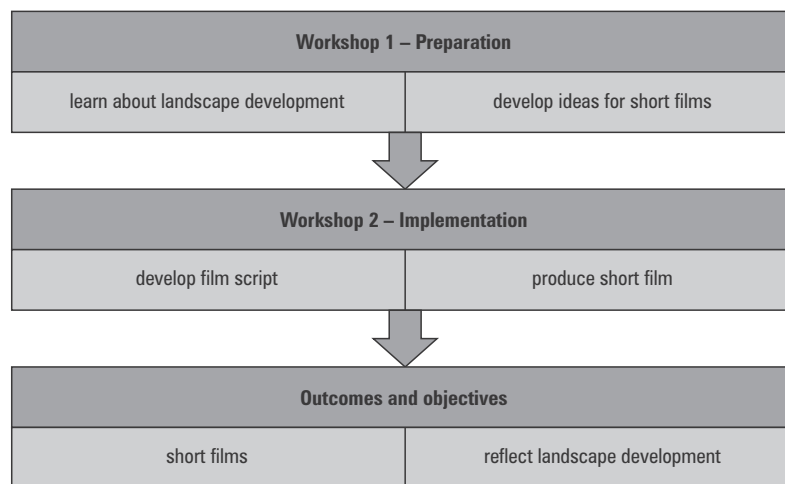 Workshop 1 – Preparation
learn about landscape development
develop ideas for short films
Workshop 2 – Implementation
develop film script
produce short film
Outcomes and objectives
short films
reflect landscape development